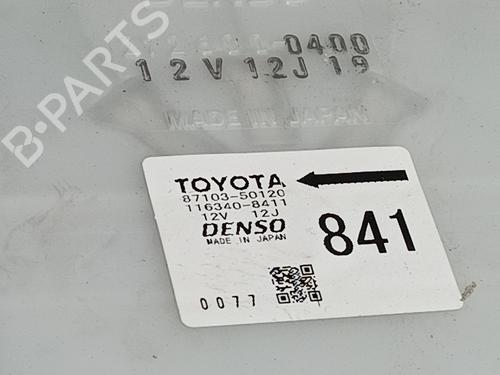 DENSO
0400
12V 12J 19
MADE IN JAPAN
B-PARTS
TOYOTA
87103-50120
116340-8411
12V 12J
DENSO
MADE IN JAPAN
841
0077